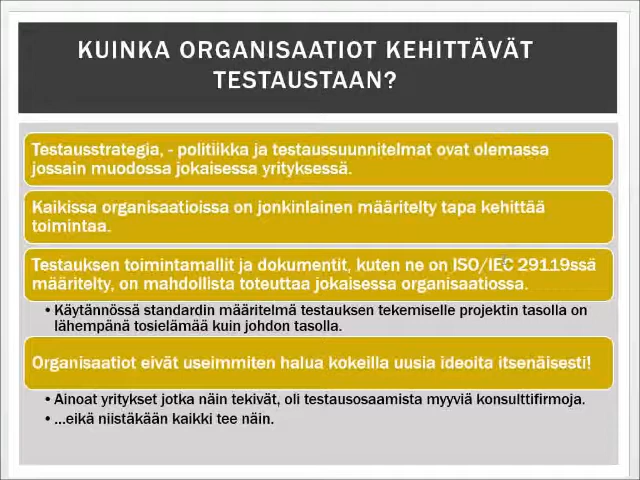 KUINKA ORGANISAATIOT KEHITTÄVÄT
TESTAUSTAAN?
Testausstrategia, - politiikka ja testaussuunnitelmat ovat olemassa
jossain muodossa jokaisessa yrityksessä.
Kaikissa organisaatioissa on jonkinlainen määritelty tapa kehittää
toimintaa.
Testauksen toimintamallit ja dokumentit, kuten ne on ISO/IEC 29119ssä
määritelty, on mahdollista toteuttaa jokaisessa organisaatiossa.
• Käytännössä standardin määritelmä testauksen tekemiselle projektin tasolla on
lähempänä tosielämää kuin johdon tasolla.
Organisaatiot eivät useimmiten halua kokeilla uusia ideoita itsenäisesti!
• Ainoat yritykset jotka näin tekivät, oli testausosaamista myyviä konsulttifirmoja.
• ...eikä niistäkään kaikki tee näin.